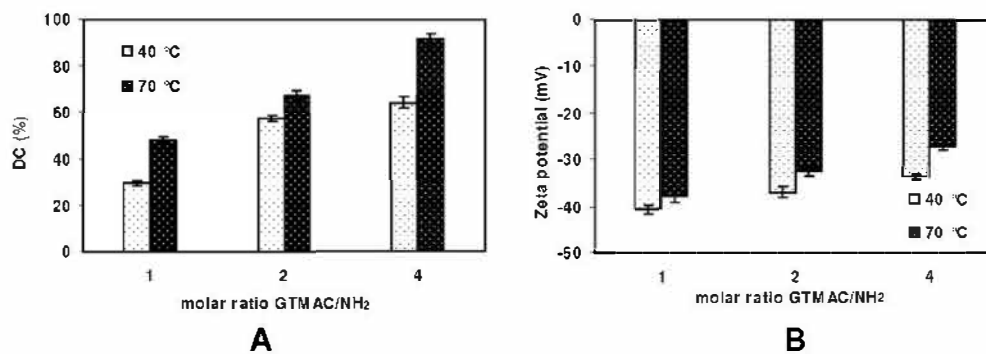 100
80
60
40
20
0
DC (%)
40 °C
70 °C
1 2 4
molar ratio GTMAC/NH₂
A
0
-10
-20
-30
-40
-50
Zeta potential (mV)
40 °C
70 °C
1 2 4
molar ratio GTMAC/NH₂
B